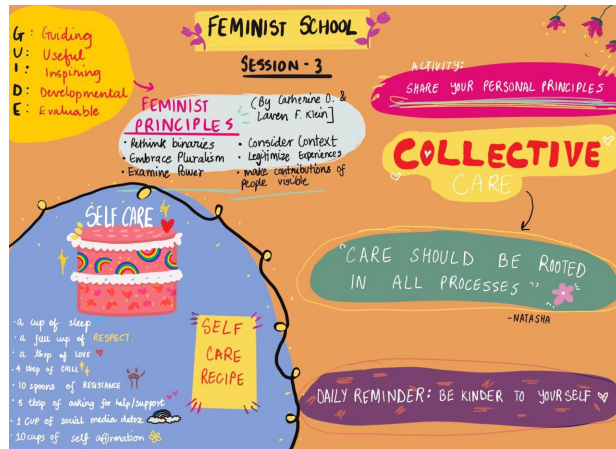 FEMINIST SCHOOL
SESSION - 3
G: Guiding
U: Useful
I: Inspiring
D: Developmental
E: Evaluable
FEMINIST
PRINCIPLES
(By Catherine D. &
Lauren F. Klein]
• Rethink binaries
• Embrace Pluralism
• Examine Power
• Consider Context
• Legitimize Experiences
• make contributions of
people visible
ACTIVITY:
SHARE YOUR PERSONAL PRINCIPLES
COLLECTIVE
CARE
"CARE SHOULD BE ROOTED
IN ALL PROCESSES"
-NATASHA
DAILY REMINDER: BE KINDER TO YOURSELF
SELF CARE
• a cup of sleep
• a full cup of RESPECT.
• a tbsp of LOVE
• 4 tbsp of CHILL
• 10 spoons of RESISTANCE
• 5 tbsp of asking for help/support
• 1 CUP of social media detox
• 10 cups of self affirmation
SELF
CARE
RECIPE